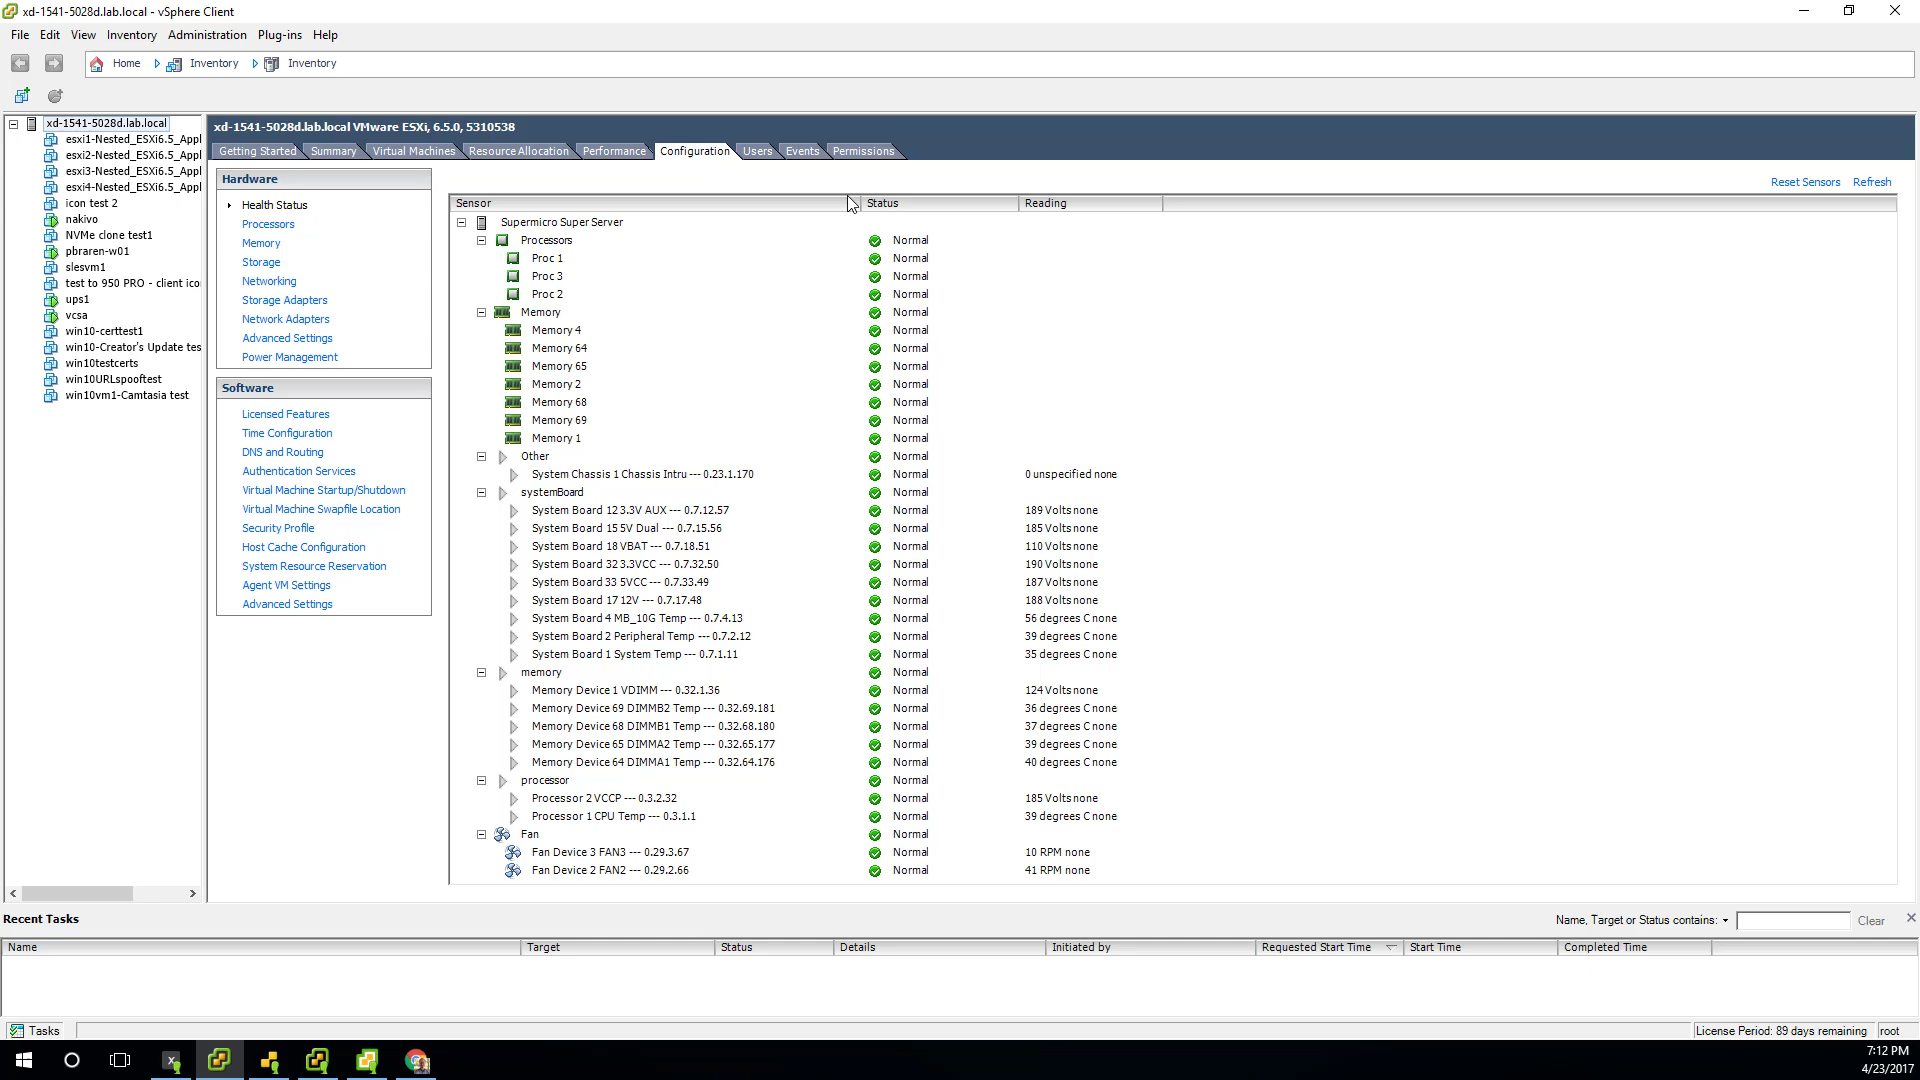 xd-1541-5028d.lab.local - vSphere Client
File Edit View Inventory Administration Plug-ins Help
Home Inventory Inventory
xd-1541-5028d.lab.local
esxi1-Nested_ESXi6.5_Appl
esxi2-Nested_ESXi6.5_Appl
esxi3-Nested_ESXi6.5_Appl
esxi4-Nested_ESXi6.5_Appl
icon test 2
nakivo
NVMe clone test1
pbraren-w01
slesvm1
test to 950 PRO - client ico
ups1
vcsa
win10-certtest1
win10-Creator's Update tes
win10testcerts
win10URLspooftest
win10vm1-Camtasia test
xd-1541-5028d.lab.local VMware ESXi, 6.5.0, 5310538
Getting Started Summary Virtual Machines Resource Allocation Performance Configuration Users Events Permissions
Hardware
Health Status
Processors
Memory
Storage
Networking
Storage Adapters
Network Adapters
Advanced Settings
Power Management
Software
Licensed Features
Time Configuration
DNS and Routing
Authentication Services
Virtual Machine Startup/Shutdown
Virtual Machine Swapfile Location
Security Profile
Host Cache Configuration
System Resource Reservation
Agent VM Settings
Advanced Settings
Reset Sensors Refresh
Sensor Status Reading
Supermicro Super Server
Processors Normal
Proc 1 Normal
Proc 3 Normal
Proc 2 Normal
Memory Normal
Memory 4 Normal
Memory 64 Normal
Memory 65 Normal
Memory 2 Normal
Memory 68 Normal
Memory 69 Normal
Memory 1 Normal
Other Normal
System Chassis 1 Chassis Intru --- 0.23.1.170 Normal 0 unspecified none
systemBoard Normal
System Board 12 3.3V AUX --- 0.7.12.57 Normal 189 Volts none
System Board 15 5V Dual --- 0.7.15.56 Normal 185 Volts none
System Board 18 VBAT --- 0.7.18.51 Normal 110 Volts none
System Board 32 3.3VCC --- 0.7.32.50 Normal 190 Volts none
System Board 33 5VCC --- 0.7.33.49 Normal 187 Volts none
System Board 17 12V --- 0.7.17.48 Normal 188 Volts none
System Board 4 MB_10G Temp --- 0.7.4.13 Normal 56 degrees C none
System Board 2 Peripheral Temp --- 0.7.2.12 Normal 39 degrees C none
System Board 1 System Temp --- 0.7.1.11 Normal 35 degrees C none
memory Normal
Memory Device 1 VDIMM --- 0.32.1.36 Normal 124 Volts none
Memory Device 69 DIMMB2 Temp --- 0.32.69.181 Normal 36 degrees C none
Memory Device 68 DIMMB1 Temp --- 0.32.68.180 Normal 37 degrees C none
Memory Device 65 DIMMA2 Temp --- 0.32.65.177 Normal 39 degrees C none
Memory Device 64 DIMMA1 Temp --- 0.32.64.176 Normal 40 degrees C none
processor Normal
Processor 2 VCCP --- 0.3.2.32 Normal 185 Volts none
Processor 1 CPU Temp --- 0.3.1.1 Normal 39 degrees C none
Fan Normal
Fan Device 3 FAN3 --- 0.29.3.67 Normal 10 RPM none
Fan Device 2 FAN2 --- 0.29.2.66 Normal 41 RPM none
Recent Tasks Name, Target or Status contains: Clear
Name Target Status Details Initiated by Requested Start Time Start Time Completed Time
Tasks License Period: 89 days remaining root
7:12 PM
4/23/2017